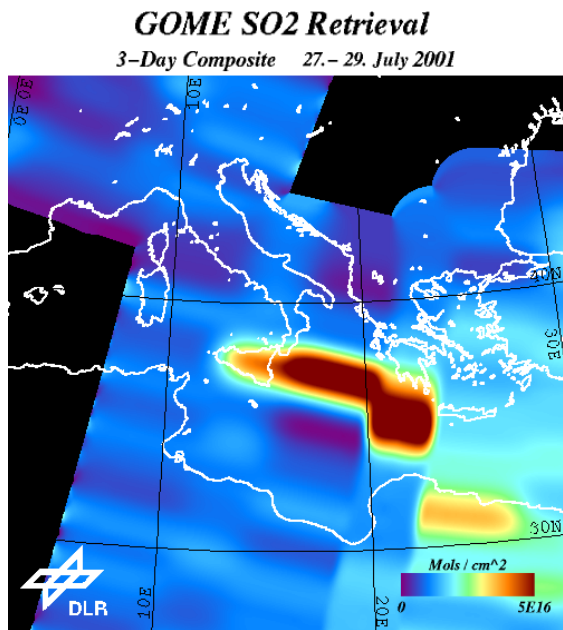 GOME SO2 Retrieval
3-Day Composite 27.- 29. July 2001
0E
0E
10E
40N
30E
30N
Mols / cm^2
0 5E16
DLR
10E
20E